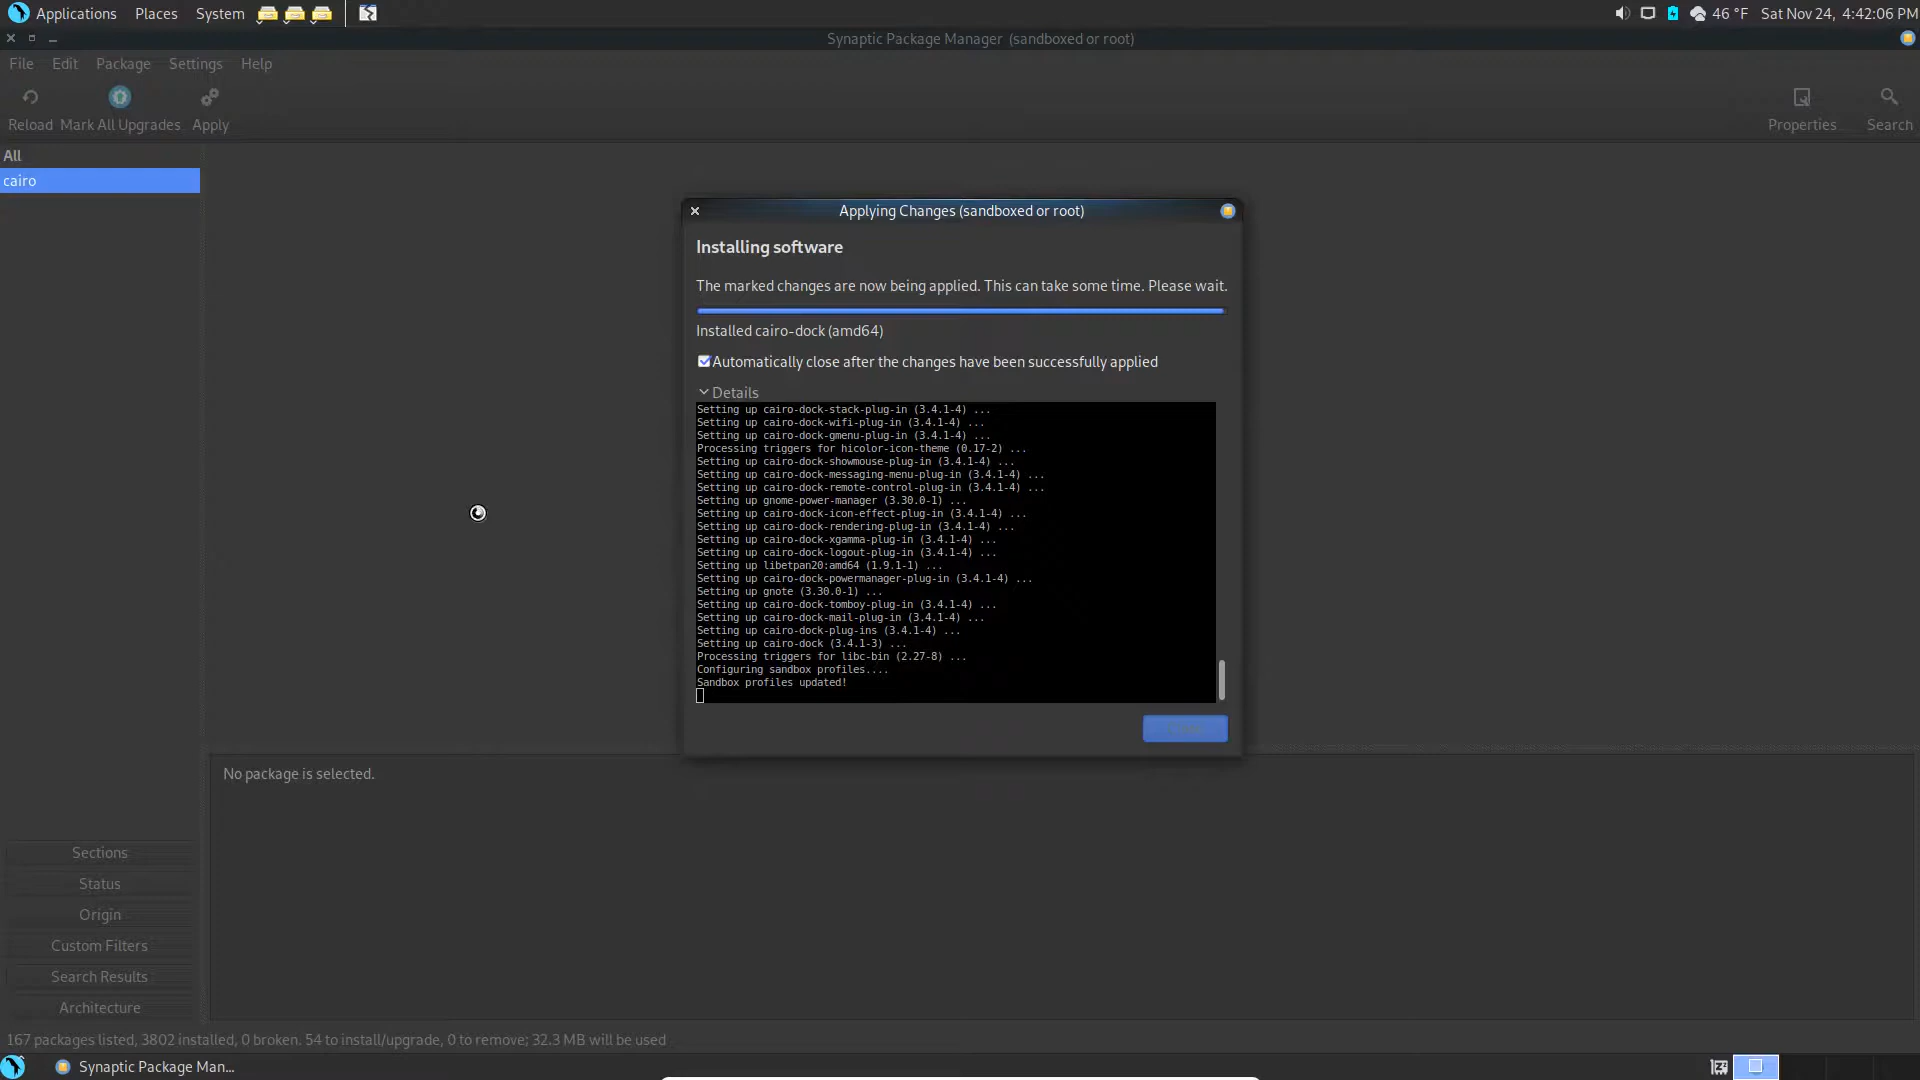 Applications Places System 46 °F Sat Nov 24, 4:42:06 PM
Synaptic Package Manager (sandboxed or root)
File Edit Package Settings Help
Reload Mark All Upgrades Apply Properties Search
All
cairo
Applying Changes (sandboxed or root)
Installing software
The marked changes are now being applied. This can take some time. Please wait.
Installed cairo-dock (amd64)
Automatically close after the changes have been successfully applied
Details
Setting up cairo-dock-stack-plug-in (3.4.1-4) ...
Setting up cairo-dock-wifi-plug-in (3.4.1-4) ...
Setting up cairo-dock-gmenu-plug-in (3.4.1-4) ...
Processing triggers for hicolor-icon-theme (0.17-2) ...
Setting up cairo-dock-showmouse-plug-in (3.4.1-4) ...
Setting up cairo-dock-messaging-menu-plug-in (3.4.1-4) ...
Setting up cairo-dock-remote-control-plug-in (3.4.1-4) ...
Setting up gnome-power-manager (3.30.0-1) ...
Setting up cairo-dock-icon-effect-plug-in (3.4.1-4) ...
Setting up cairo-dock-rendering-plug-in (3.4.1-4) ...
Setting up cairo-dock-xgamma-plug-in (3.4.1-4) ...
Setting up cairo-dock-logout-plug-in (3.4.1-4) ...
Setting up libetpan20:amd64 (1.9.1-1) ...
Setting up cairo-dock-powermanager-plug-in (3.4.1-4) ...
Setting up gnote (3.30.0-1) ...
Setting up cairo-dock-tomboy-plug-in (3.4.1-4) ...
Setting up cairo-dock-mail-plug-in (3.4.1-4) ...
Setting up cairo-dock-plug-ins (3.4.1-4) ...
Setting up cairo-dock (3.4.1-3) ...
Processing triggers for libc-bin (2.27-8) ...
Configuring sandbox profiles....
Sandbox profiles updated!
No package is selected.
Sections
Status
Origin
Custom Filters
Search Results
Architecture
167 packages listed, 3802 installed, 0 broken. 54 to install/upgrade, 0 to remove; 32.3 MB will be used
Synaptic Package Man...